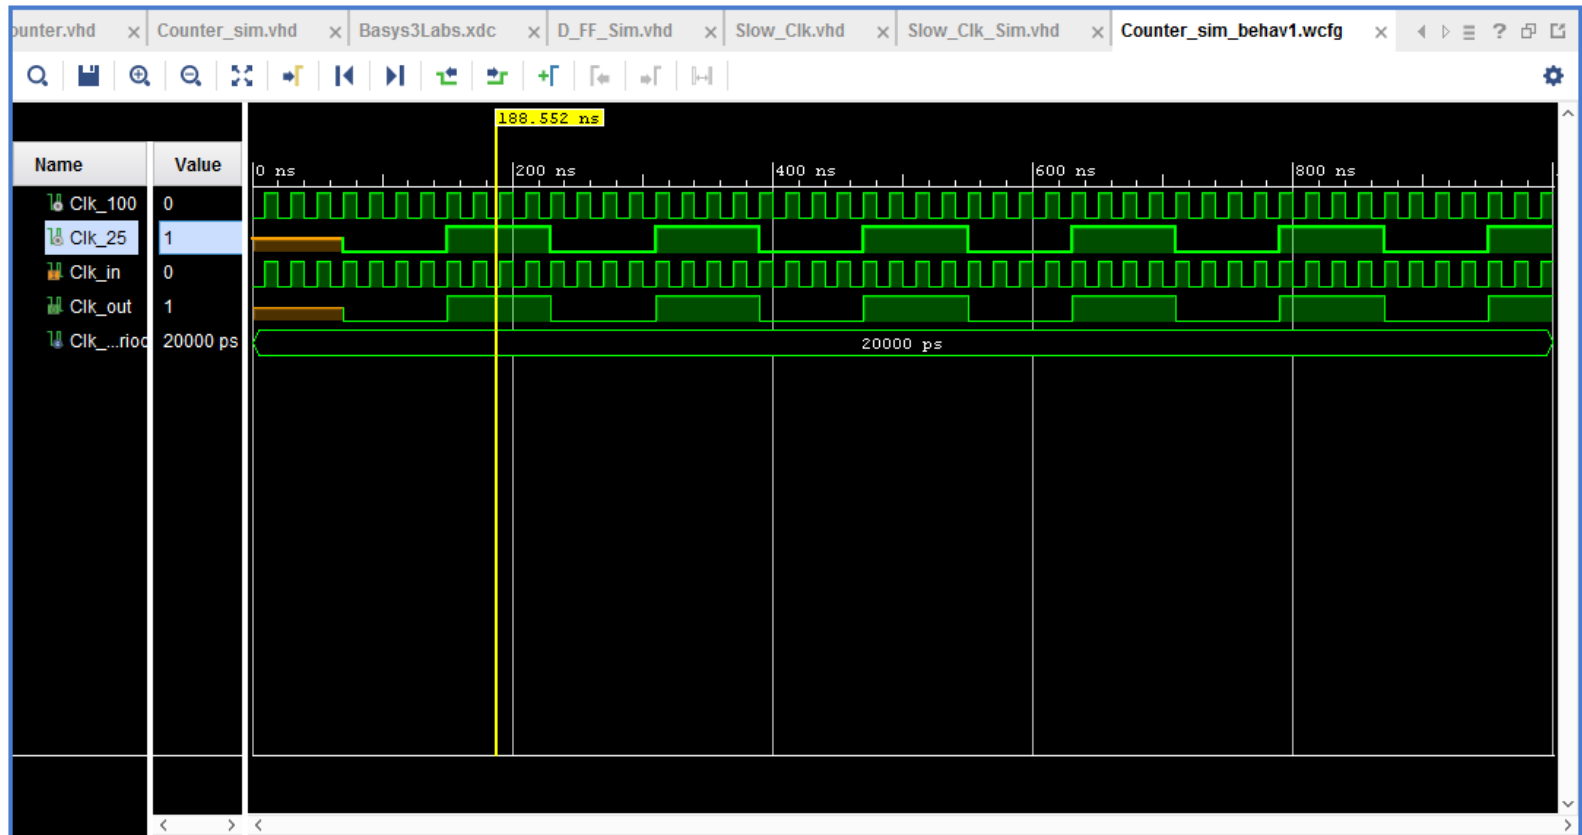 ounter.vhd Counter_sim.vhd Basys3Labs.xdc D_FF_Sim.vhd Slow_Clk.vhd Slow_Clk_Sim.vhd Counter_sim_behav1.wcfg
188.552 ns
Name Value 0 ns 200 ns 400 ns 600 ns 800 ns
Clk_100 0
Clk_25 1
Clk_in 0
Clk_out 1
Clk_...riod 20000 ps 20000 ps